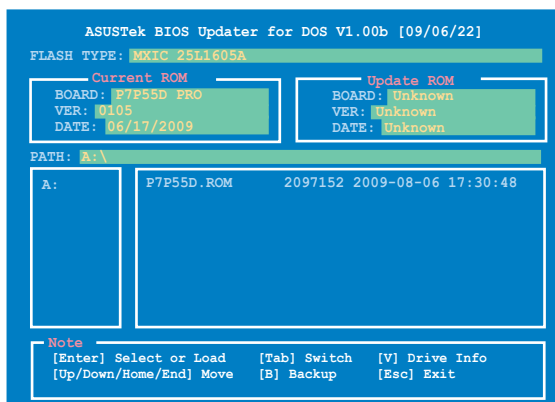 ASUSTek BIOS Updater for DOS V1.00b [09/06/22]
FLASH TYPE: MXIC 25L1605A
Current ROM
BOARD: P7P55D PRO
VER: 0105
DATE: 06/17/2009
Update ROM
BOARD: Unknown
VER: Unknown
DATE: Unknown
PATH: A:\
A:
P7P55D.ROM 2097152 2009-08-06 17:30:48
Note
[Enter] Select or Load [Tab] Switch [V] Drive Info
[Up/Down/Home/End] Move [B] Backup [Esc] Exit